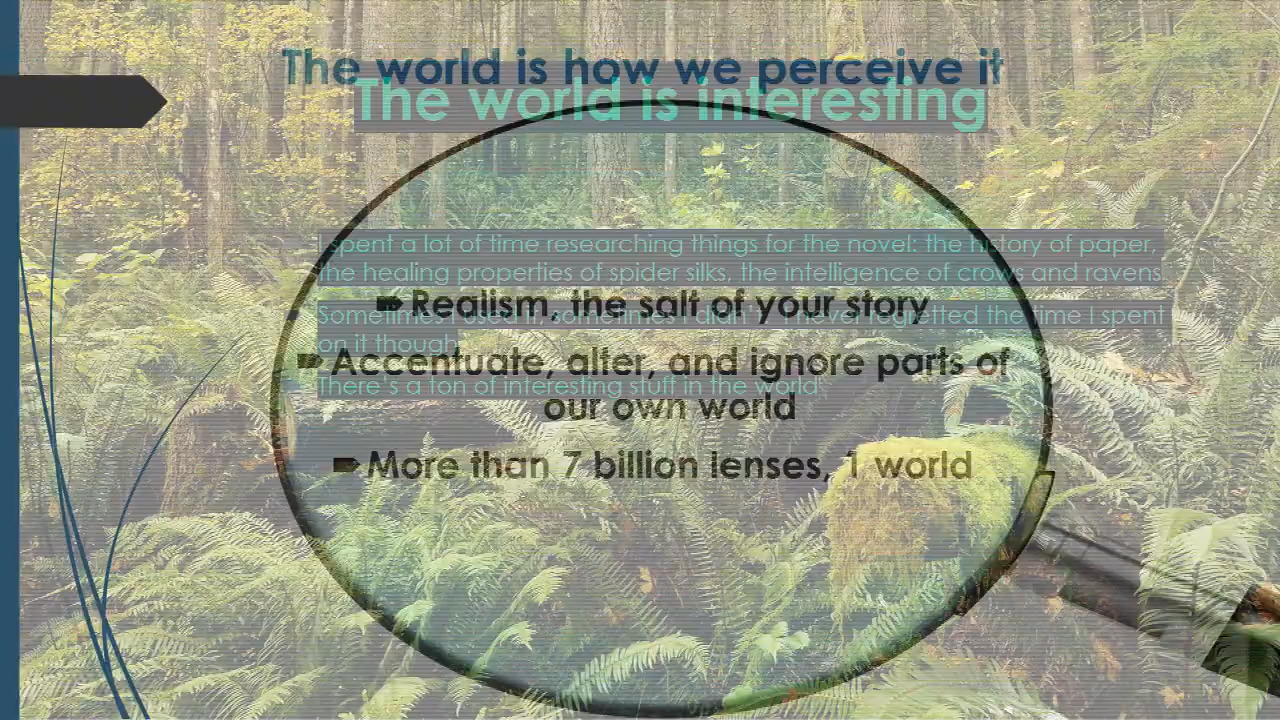 The world is how we perceive it
The world is interesting
I spent a lot of time researching things for the novel: the history of paper,
the healing properties of spider silks, the intelligence of crows and ravens
Realism, the salt of your story
Sometimes I used it, sometimes I didn't. I never regretted the time I spent
on it though
Accentuate, alter, and ignore parts of
our own world
There's a ton of interesting stuff in the world!
More than 7 billion lenses, 1 world